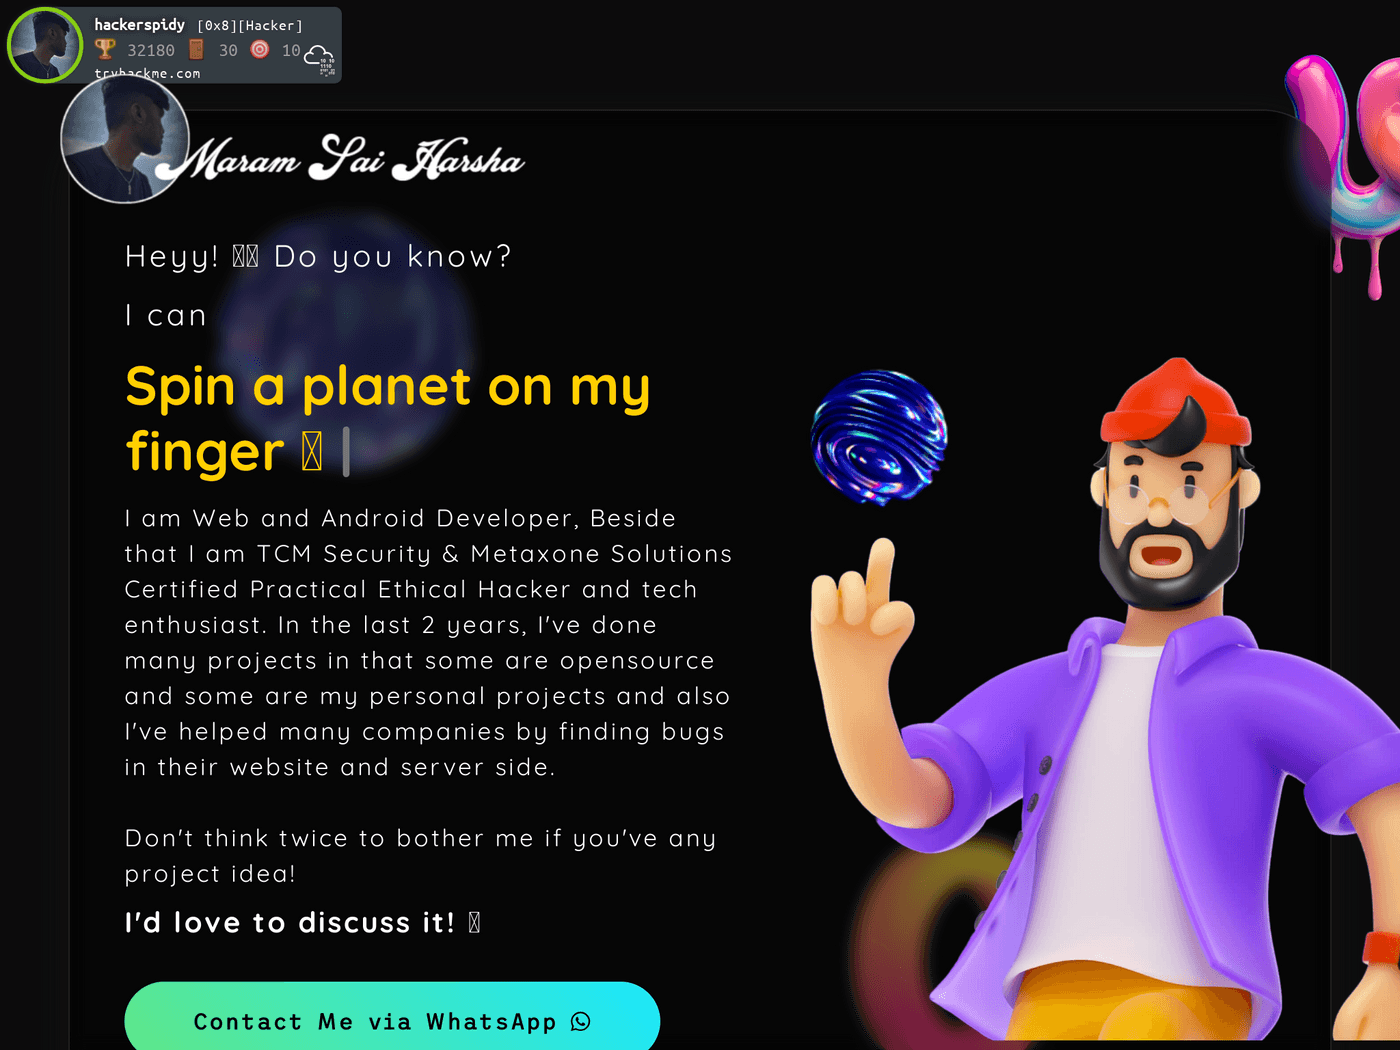 hackerspidy [0x8][Hacker]
32180 30 10
tryhackme.com
Maram Sai Harsha
Heyy! Do you know?
I can
Spin a planet on my
finger |
I am Web and Android Developer, Beside
that I am TCM Security & Metaxone Solutions
Certified Practical Ethical Hacker and tech
enthusiast. In the last 2 years, I've done
many projects in that some are opensource
and some are my personal projects and also
I've helped many companies by finding bugs
in their website and server side.
Don't think twice to bother me if you've any
project idea!
I'd love to discuss it!
Contact Me via WhatsApp